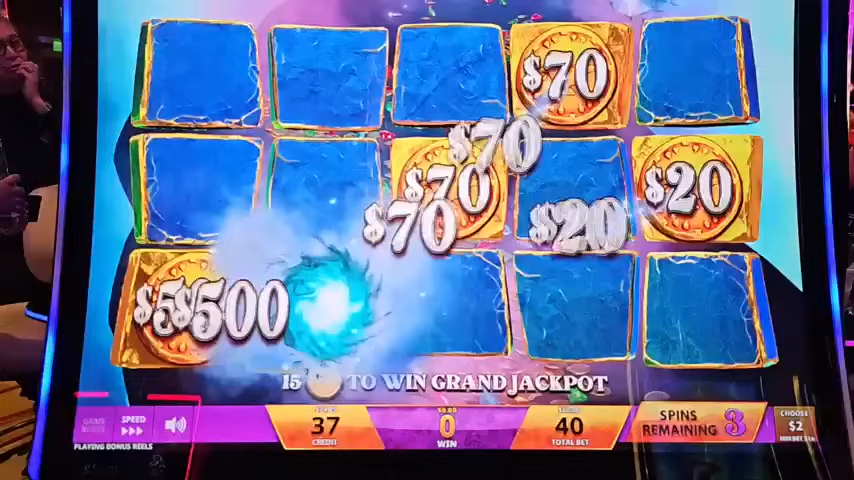 $70
$70
$70
$20
$20
$70
$500
15 TO WIN GRAND JACKPOT
SPEED
37
CREDIT
0
WIN
40
TOTAL BET
SPINS
REMAINING 3
CHOOSE
$2
PLAYING BONUS REELS